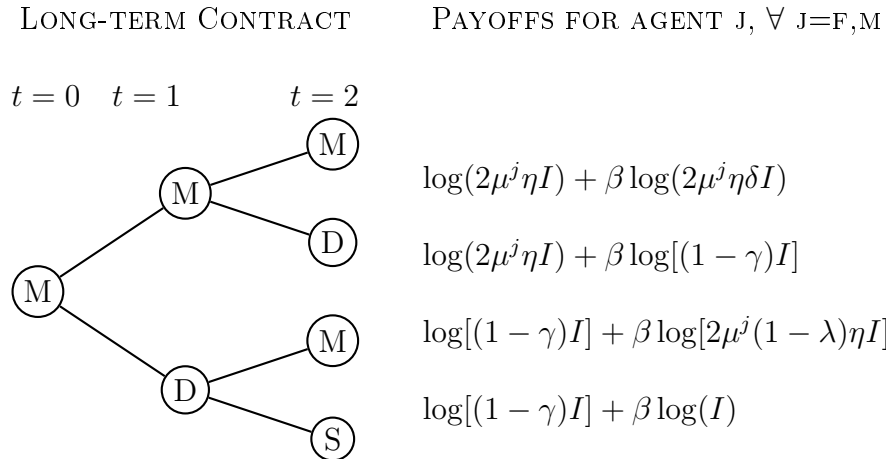 LONG-TERM CONTRACT PAYOFFS FOR AGENT J, ∀ J=F,M
t = 0 t = 1 t = 2
M
M
log(2μ^j ηI) + β log(2μ^j ηδI)
D
log(2μ^j ηI) + β log[(1 − γ)I]
M
M
log[(1 − γ)I] + β log[2μ^j (1 − λ)ηI]
D
log[(1 − γ)I] + β log(I)
S